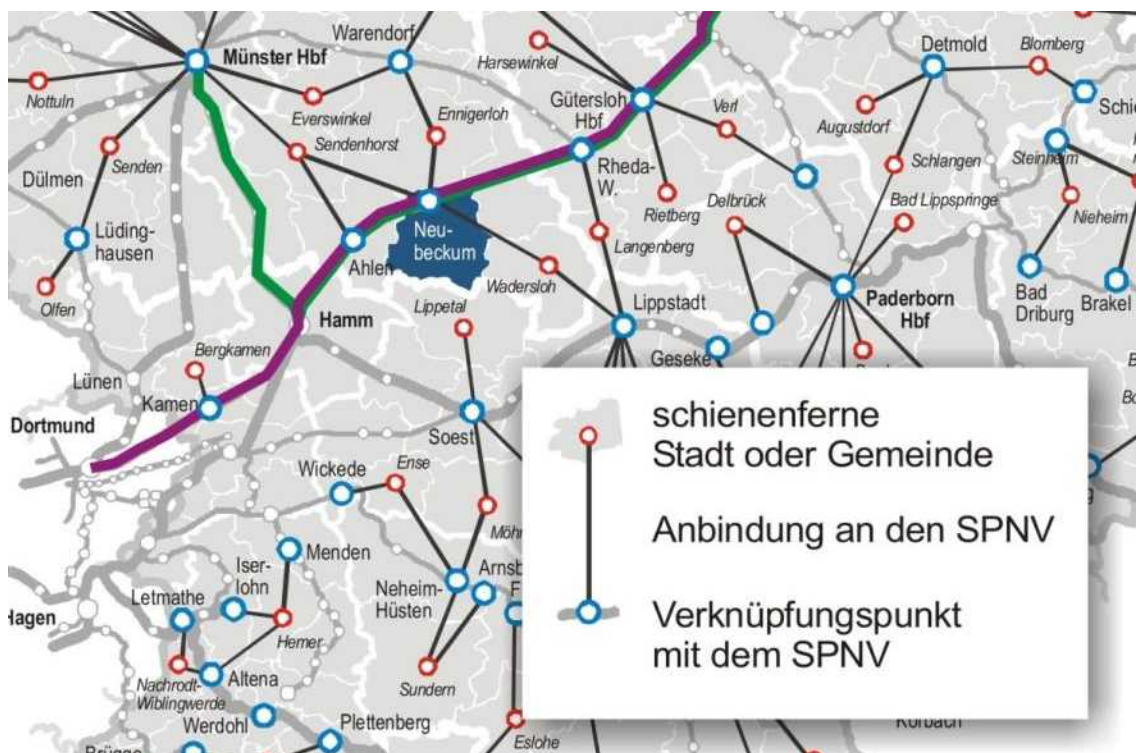 Münster Hbf
Warendorf
Harsewinkel
Detmold
Blomberg
Nottuln
Everswinkel
Ennigerloh
Gütersloh
Hbf
Verl
Augustdorf
Senden
Sendenhorst
Rheda-
W.
Schlangen
Steinheim
Dülmen
Rietberg
Delbrück
Bad Lippspringe
Nieheim
Lüding-
hausen
Neu-
beckum
Langenberg
Ahlen
Wadersloh
Olfen
Lippetal
Lippstadt
Paderborn
Hbf
Bad
Driburg
Brakel
Hamm
Bergkamen
Geseke
Lünen
Kamen
Dortmund
Soest
schienenferne
Stadt oder Gemeinde
Wickede
Ense
Anbindung an den SPNV
Menden
Iser-
lohn
Neheim-
Hüsten
Letmathe
Hagen
Hemer
Verknüpfungspunkt
mit dem SPNV
Nachrodt-
Wiblingwerde
Altena
Sundern
Werdohl
Plettenberg
Eslohe